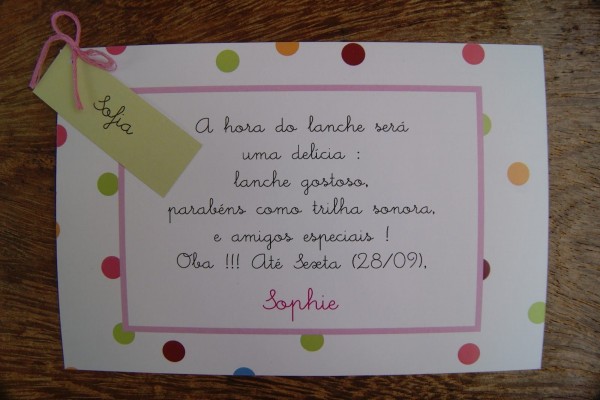 Sofia
A hora do lanche será
uma delícia :
lanche gostoso,
parabéns como trilha sonora,
e amigos especiais !
Oba !!! Até Sexta (28/09),
Sophie